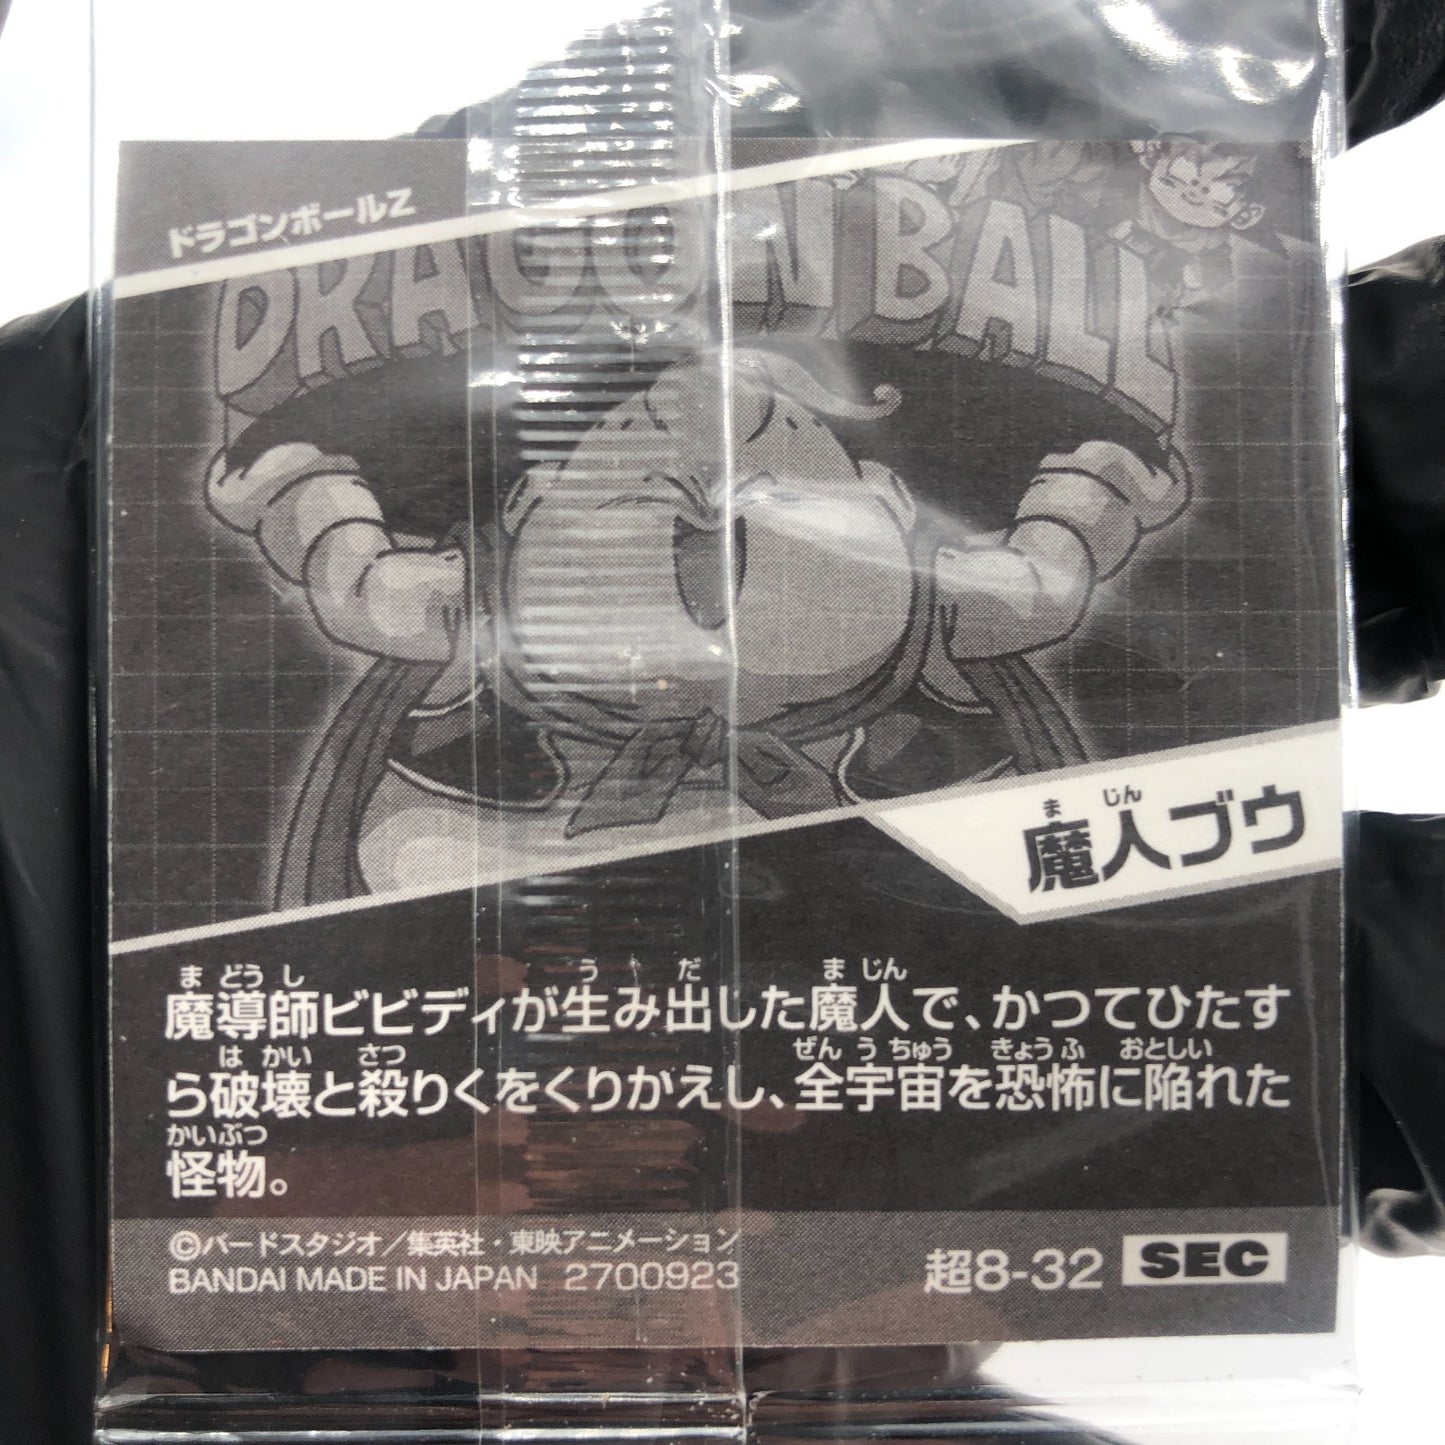 ドラゴンボールZ
DRAGON BALL
魔人ブウ
まじん
まどうし うだ まじん
魔導師ビビディが生み出した魔人で、かつてひたす
はかい さつ ぜんうちゅう きょうふ おとしい
ら破壊と殺りくをくりかえし、全宇宙を恐怖に陥れた
かいぶつ
怪物。
©バードスタジオ／集英社・東映アニメーション
BANDAI MADE IN JAPAN 2700923
超8-32 SEC